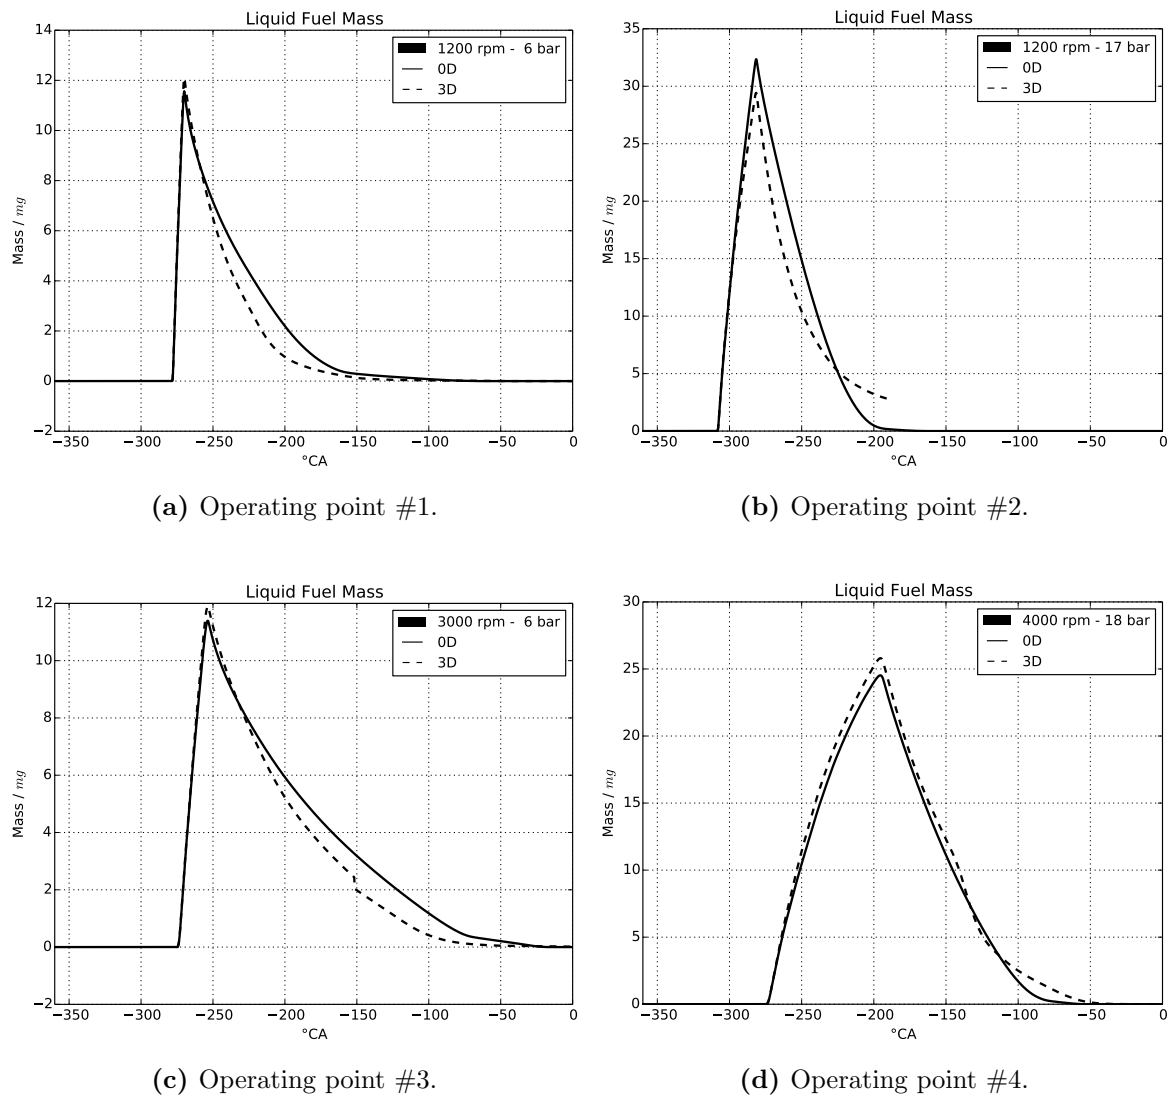 Liquid Fuel Mass
14
12
10
8
6
4
2
0
−2
Mass / mg
−350 −300 −250 −200 −150 −100 −50 0
°CA
1200 rpm - 6 bar
0D
3D
(a) Operating point #1.
Liquid Fuel Mass
35
30
25
20
15
10
5
0
Mass / mg
−350 −300 −250 −200 −150 −100 −50 0
°CA
1200 rpm - 17 bar
0D
3D
(b) Operating point #2.
Liquid Fuel Mass
12
10
8
6
4
2
0
−2
Mass / mg
−350 −300 −250 −200 −150 −100 −50 0
°CA
3000 rpm - 6 bar
0D
3D
(c) Operating point #3.
Liquid Fuel Mass
30
25
20
15
10
5
0
Mass / mg
−350 −300 −250 −200 −150 −100 −50 0
°CA
4000 rpm - 18 bar
0D
3D
(d) Operating point #4.